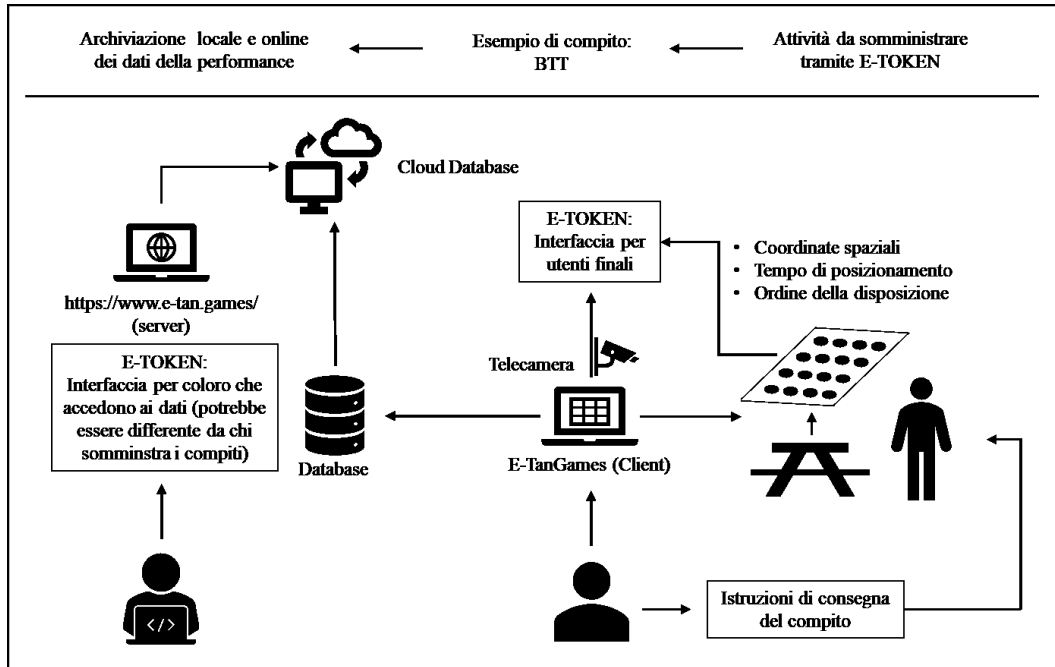 Archiviazione locale e online
dei dati della performance
Esempio di compito:
BTT
Attività da somministrare
tramite E-TOKEN
Cloud Database
https://www.e-tan.games/
(server)
E-TOKEN:
Interfaccia per coloro che
accedono ai dati (potrebbe
essere differente da chi
somminstra i compiti)
Database
E-TOKEN:
Interfaccia per
utenti finali
• Coordinate spaziali
• Tempo di posizionamento
• Ordine della disposizione
Telecamera
E-TanGames (Client)
</>
Istruzioni di consegna
del compito